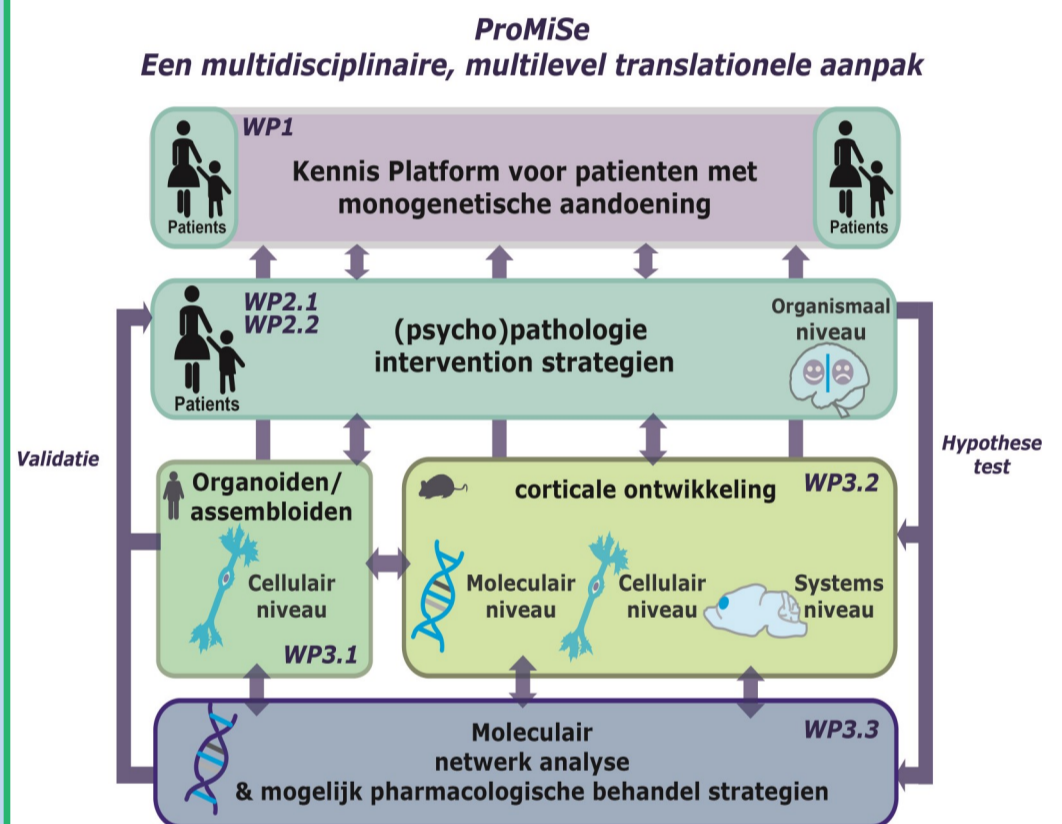 ProMiSe
Een multidisciplinaire, multilevel translationele aanpak
WP1
Patients
Kennis Platform voor patienten met
monogenetische aandoening
Patients
WP2.1
WP2.2
Patients
(psycho)pathologie
intervention strategien
Organismaal
niveau
Validatie
Hypothese
test
Organoiden/
assembloiden
Cellulair
niveau
WP3.1
corticale ontwikkeling
WP3.2
Moleculair
niveau
Cellulair
niveau
Systems
niveau
WP3.3
Moleculair
netwerk analyse
& mogelijk pharmacologische behandel strategien